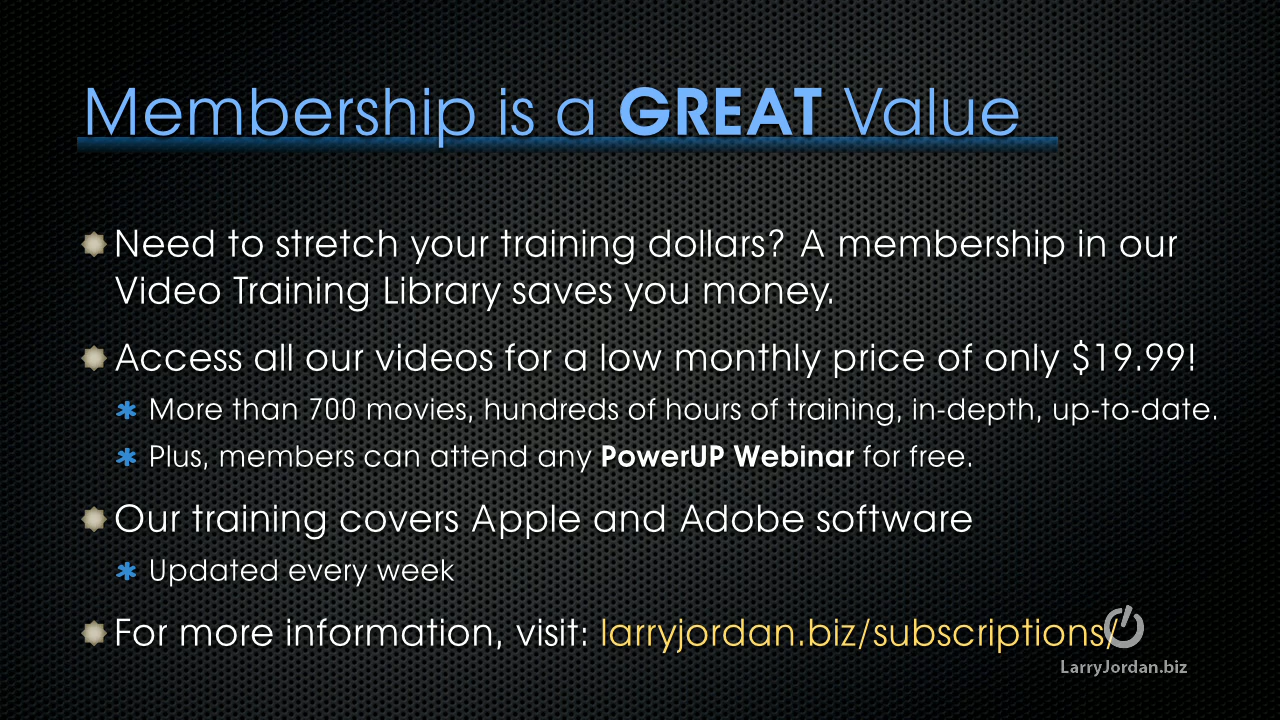 Membership is a GREAT Value
Need to stretch your training dollars? A membership in our
Video Training Library saves you money.
Access all our videos for a low monthly price of only $19.99!
More than 700 movies, hundreds of hours of training, in-depth, up-to-date.
Plus, members can attend any PowerUP Webinar for free.
Our training covers Apple and Adobe software
Updated every week
For more information, visit: larryjordan.biz/subscriptions/
LarryJordan.biz